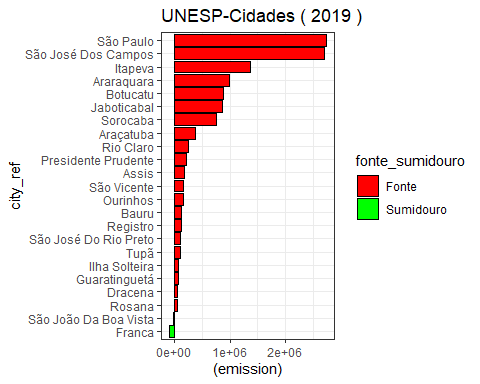 UNESP-Cidades ( 2019 )
São Paulo
São José Dos Campos
Itapeva
Araraquara
Botucatu
Jaboticabal
Sorocaba
Araçatuba
Rio Claro
Presidente Prudente
Assis
São Vicente
Ourinhos
Bauru
Registro
São José Do Rio Preto
Tupã
Ilha Solteira
Guaratinguetá
Dracena
Rosana
São João Da Boa Vista
Franca
city_ref
0e+00 1e+06 2e+06
(emission)
fonte_sumidouro
Fonte
Sumidouro